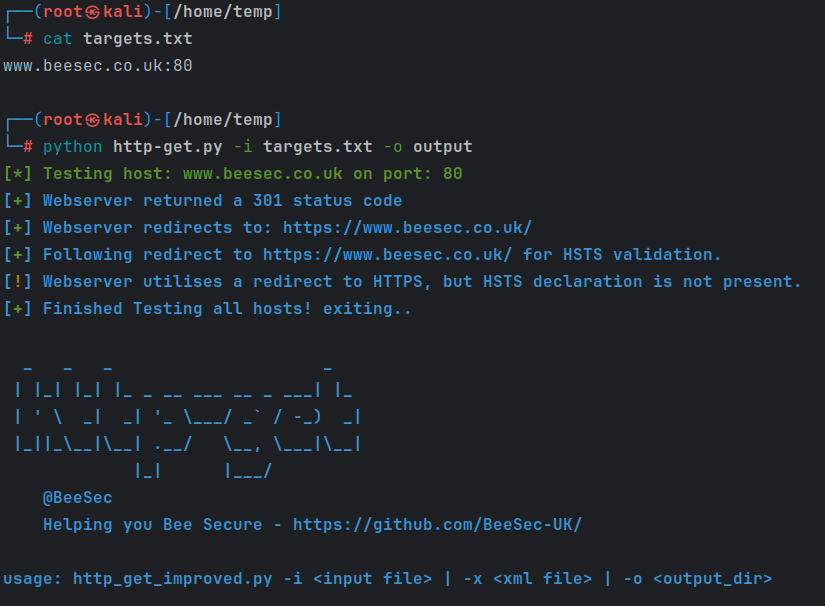 ┌──(root㉿kali)-[/home/temp]
└─# cat targets.txt
www.beesec.co.uk:80
┌──(root㉿kali)-[/home/temp]
└─# python http-get.py -i targets.txt -o output
[*] Testing host: www.beesec.co.uk on port: 80
[+] Webserver returned a 301 status code
[+] Webserver redirects to: https://www.beesec.co.uk/
[+] Following redirect to https://www.beesec.co.uk/ for HSTS validation.
[!] Webserver utilises a redirect to HTTPS, but HSTS declaration is not present.
[+] Finished Testing all hosts! exiting..
  _   _   _                     _
 | |_| |_| |_ _ __ ___ __ _ ___| |_
 | ' \  _|  _| '_ \___/ _` / -_)  _|
 |_||_\__|\__| .__/   \__, \___|\__|
             |_|      |___/
    @BeeSec
    Helping you Bee Secure - https://github.com/BeeSec-UK/
usage: http_get_improved.py -i <input file> | -x <xml file> | -o <output_dir>